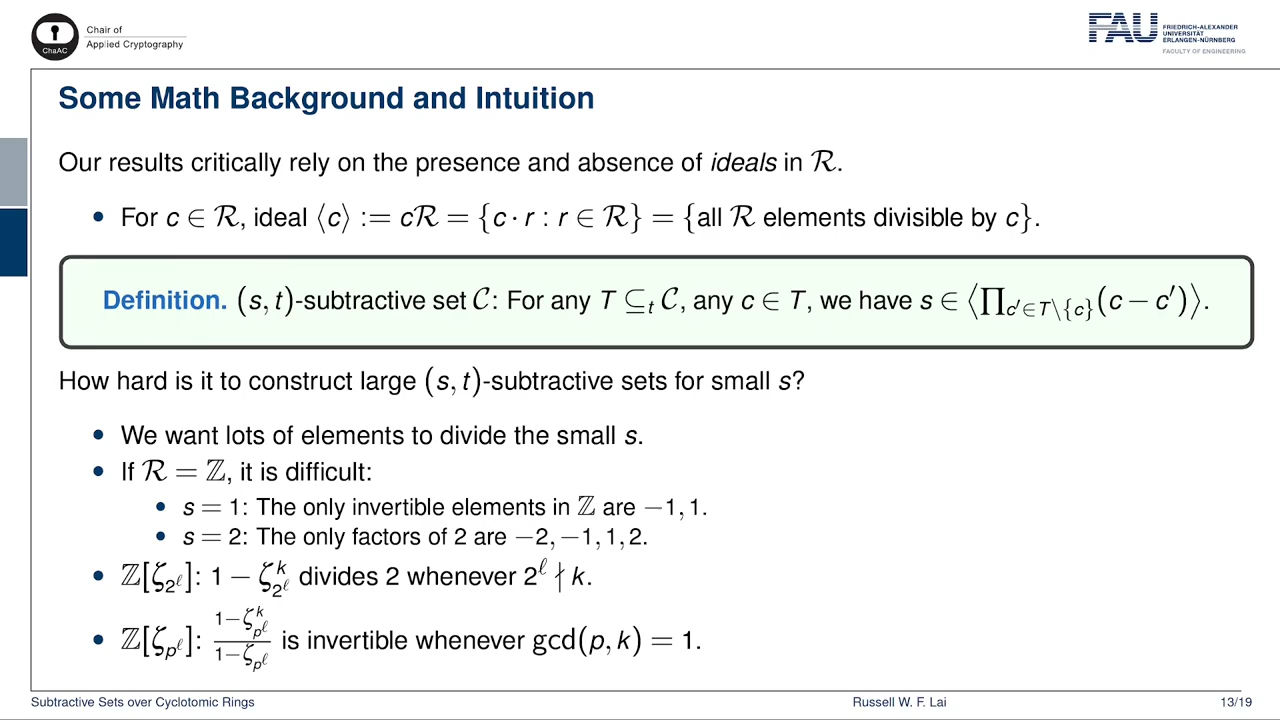 ChaAC
Chair of
Applied Cryptography
FAU FRIEDRICH-ALEXANDER
UNIVERSITÄT
ERLANGEN-NÜRNBERG
FACULTY OF ENGINEERING
Some Math Background and Intuition
Our results critically rely on the presence and absence of ideals in ℛ.
• For c ∈ ℛ, ideal ⟨c⟩ := cℛ = {c · r : r ∈ ℛ} = {all ℛ elements divisible by c}.
Definition. (s, t)-subtractive set 𝒞: For any T ⊆_t 𝒞, any c ∈ T, we have s ∈ ⟨∏_{c′∈T\{c}}(c − c′)⟩.
How hard is it to construct large (s, t)-subtractive sets for small s?
• We want lots of elements to divide the small s.
• If ℛ = ℤ, it is difficult:
• s = 1: The only invertible elements in ℤ are −1, 1.
• s = 2: The only factors of 2 are −2, −1, 1, 2.
• ℤ[ζ_{2^ℓ}]: 1 − ζ_{2^ℓ}^k divides 2 whenever 2^ℓ ∤ k.
• ℤ[ζ_{p^ℓ}]: (1−ζ_{p^ℓ}^k)/(1−ζ_{p^ℓ}) is invertible whenever gcd(p, k) = 1.
Subtractive Sets over Cyclotomic Rings
Russell W. F. Lai
13/19